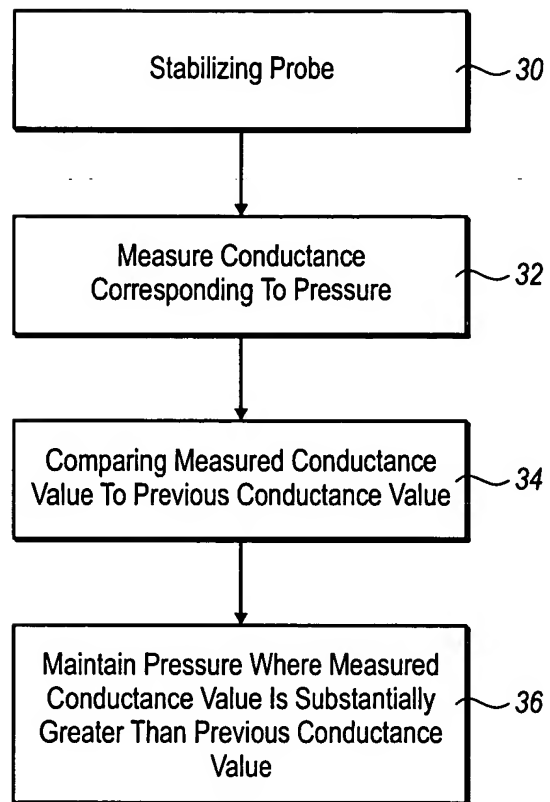 Stabilizing Probe
30
Measure Conductance
Corresponding To Pressure
32
Comparing Measured Conductance
Value To Previous Conductance Value
34
Maintain Pressure Where Measured
Conductance Value Is Substantially
Greater Than Previous Conductance
Value
36